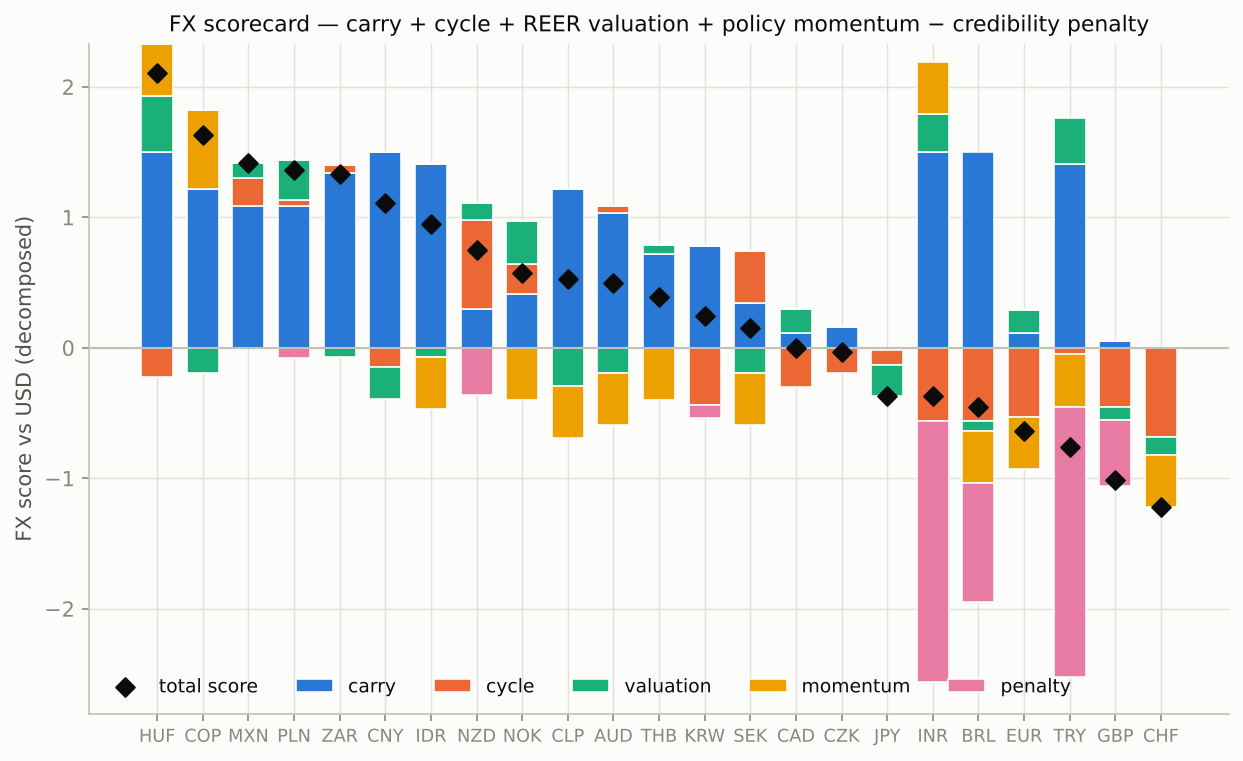 FX scorecard — carry + cycle + REER valuation + policy momentum − credibility penalty
FX score vs USD (decomposed)
2
1
0
−1
−2
total score carry cycle valuation momentum penalty
HUF COP MXN PLN ZAR CNY IDR NZD NOK CLP AUD THB KRW SEK CAD CZK JPY INR BRL EUR TRY GBP CHF